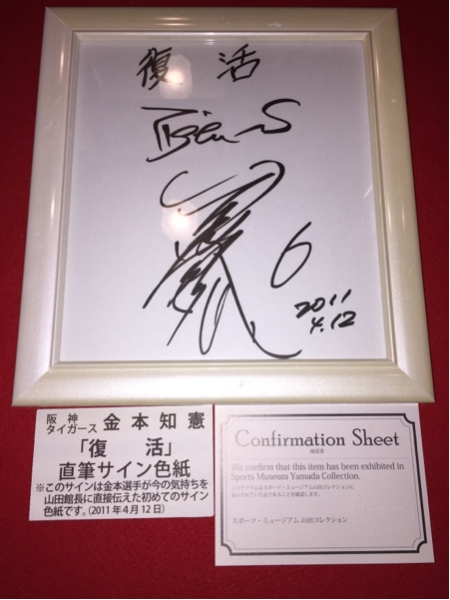 復 活
6
2011
4.12
阪神
タイガース 金本知憲
「復 活」
直筆サイン色紙
※このサインは金本選手が今の気持ちを
山田館長に直接伝えた初めてのサイン
色紙です。(2011年4月12日)
Confirmation Sheet
確認書
We confirm that this item has been exhibited in
Sports Museum Yamada Collection.
スポーツ・ミュージアム 山田コレクション